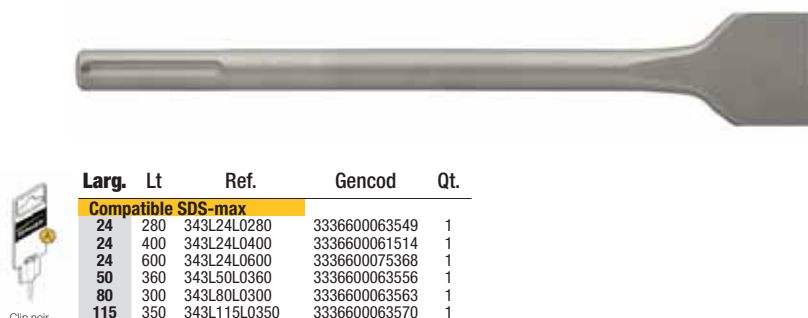 Larg. Lt Ref. Gencod Qt.
Compatible SDS-max
24 280 343L24L0280 3336600063549 1
24 400 343L24L0400 3336600061514 1
24 600 343L24L0600 3336600075368 1
50 360 343L50L0360 3336600063556 1
80 300 343L80L0300 3336600063563 1
115 350 343L115L0350 3336600063570 1
Clip noir